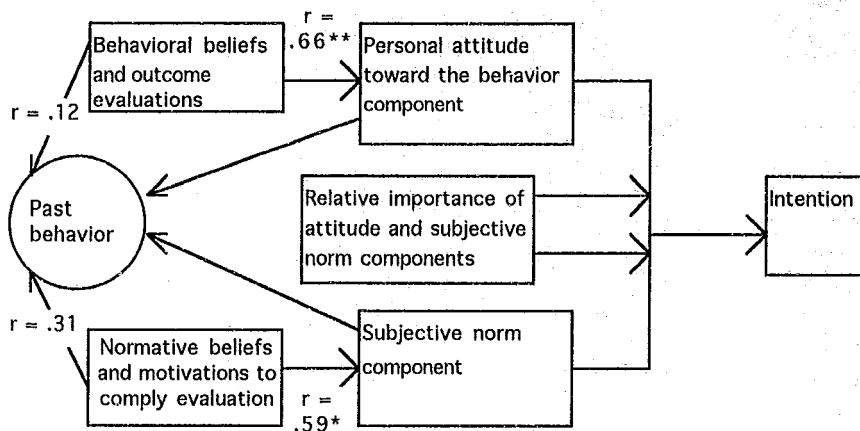 r =
.66**
Behavioral beliefs
and outcome
evaluations
Personal attitude
toward the behavior
component
r = .12
Past
behavior
Relative importance of
attitude and subjective
norm components
Intention
r = .31
Normative beliefs
and motivations to
comply evaluation
Subjective norm
component
r =
.59*